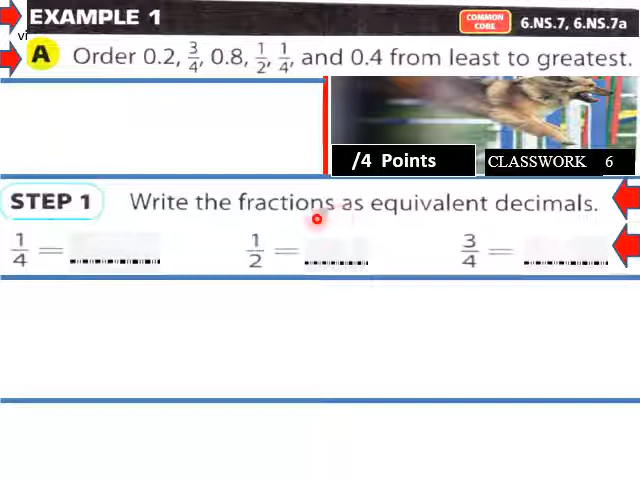 EXAMPLE 1 COMMON CORE 6.NS.7, 6.NS.7a
vi
A Order 0.2, 3/4, 0.8, 1/2, 1/4, and 0.4 from least to greatest.
/4 Points CLASSWORK 6
STEP 1 Write the fractions as equivalent decimals.
1/4 = 1/2 = 3/4 =